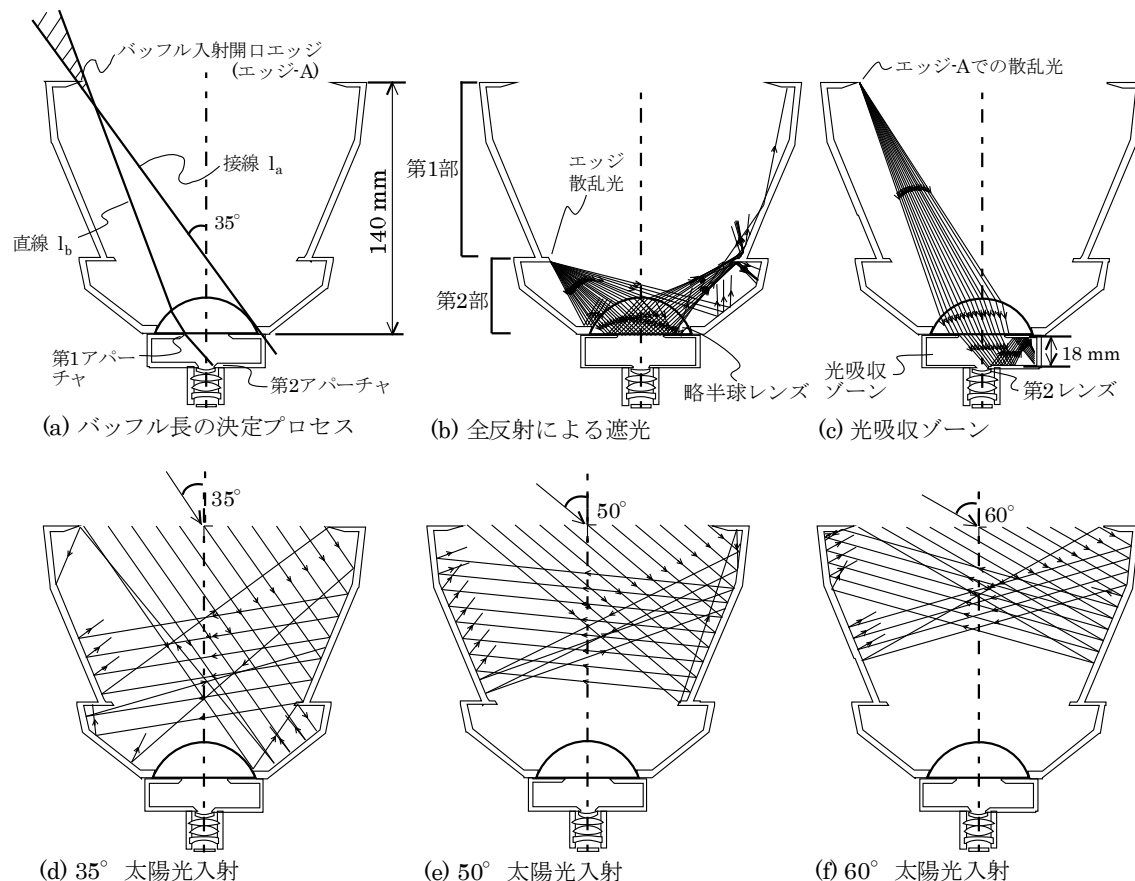 バッフル入射開口エッジ
(エッジ-A)
接線 la
35°
直線 lb
140 mm
第1アパー
チャ
第2アパーチャ
(a) バッフル長の決定プロセス
エッジ
散乱光
第1部
第2部
略半球レンズ
(b) 全反射による遮光
エッジ-Aでの散乱光
18 mm
光吸収
ゾーン
第2レンズ
(c) 光吸収ゾーン
35°
(d) 35° 太陽光入射
50°
(e) 50° 太陽光入射
60°
(f) 60° 太陽光入射